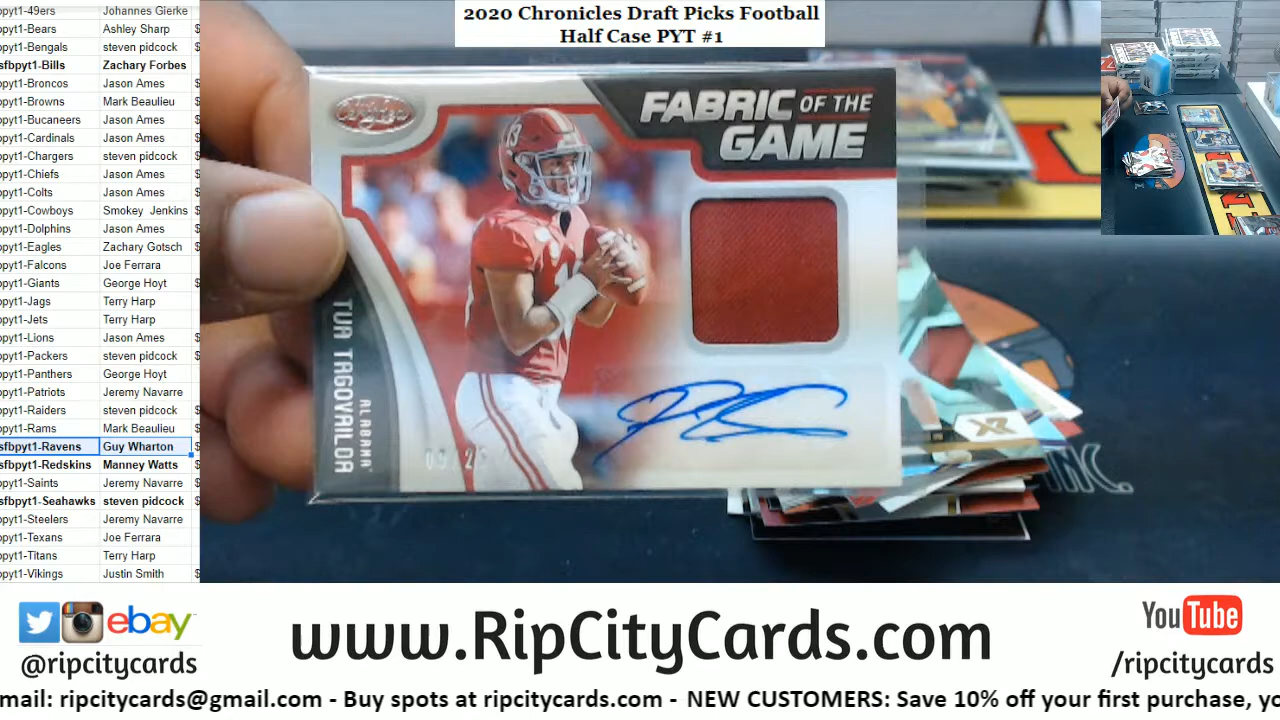 2020 Chronicles Draft Picks Football
Half Case PYT #1
pyt1-49ers Johannes Gierke
pyt1-Bears Ashley Sharp $
pyt1-Bengals steven pidcock $
sfbpyt1-Bills Zachary Forbes
pyt1-Broncos Jason Ames $
pyt1-Browns Mark Beaulieu $
pyt1-Bucaneers Jason Ames $
pyt1-Cardinals Jason Ames $
pyt1-Chargers steven pidcock $
pyt1-Chiefs Jason Ames $
pyt1-Colts Jason Ames $
pyt1-Cowboys Smokey Jenkins $
pyt1-Dolphins Jason Ames $
pyt1-Eagles Zachary Gotsch $
pyt1-Falcons Joe Ferrara
pyt1-Giants George Hoyt $
pyt1-Jags Terry Harp
pyt1-Jets Terry Harp
pyt1-Lions Jason Ames $
pyt1-Packers steven pidcock $
pyt1-Panthers George Hoyt
pyt1-Patriots Jeremy Navarre
pyt1-Raiders steven pidcock $
pyt1-Rams Mark Beaulieu $
sfbpyt1-Ravens Guy Wharton $
sfbpyt1-Redskins Manney Watts $
pyt1-Saints Jeremy Navarre $
sfbpyt1-Seahawks steven pidcock $
pyt1-Steelers Jeremy Navarre
pyt1-Texans Joe Ferrara
pyt1-Titans Terry Harp $
pyt1-Vikings Justin Smith $
FABRIC OF THE
GAME
Certified
13
TUA TAGOVAILOA
ALABAMA
XR
INC.
ebay
@ripcitycards
www.RipCityCards.com
YouTube
/ripcitycards
mail: ripcitycards@gmail.com - Buy spots at ripcitycards.com - NEW CUSTOMERS: Save 10% off your first purchase, yo